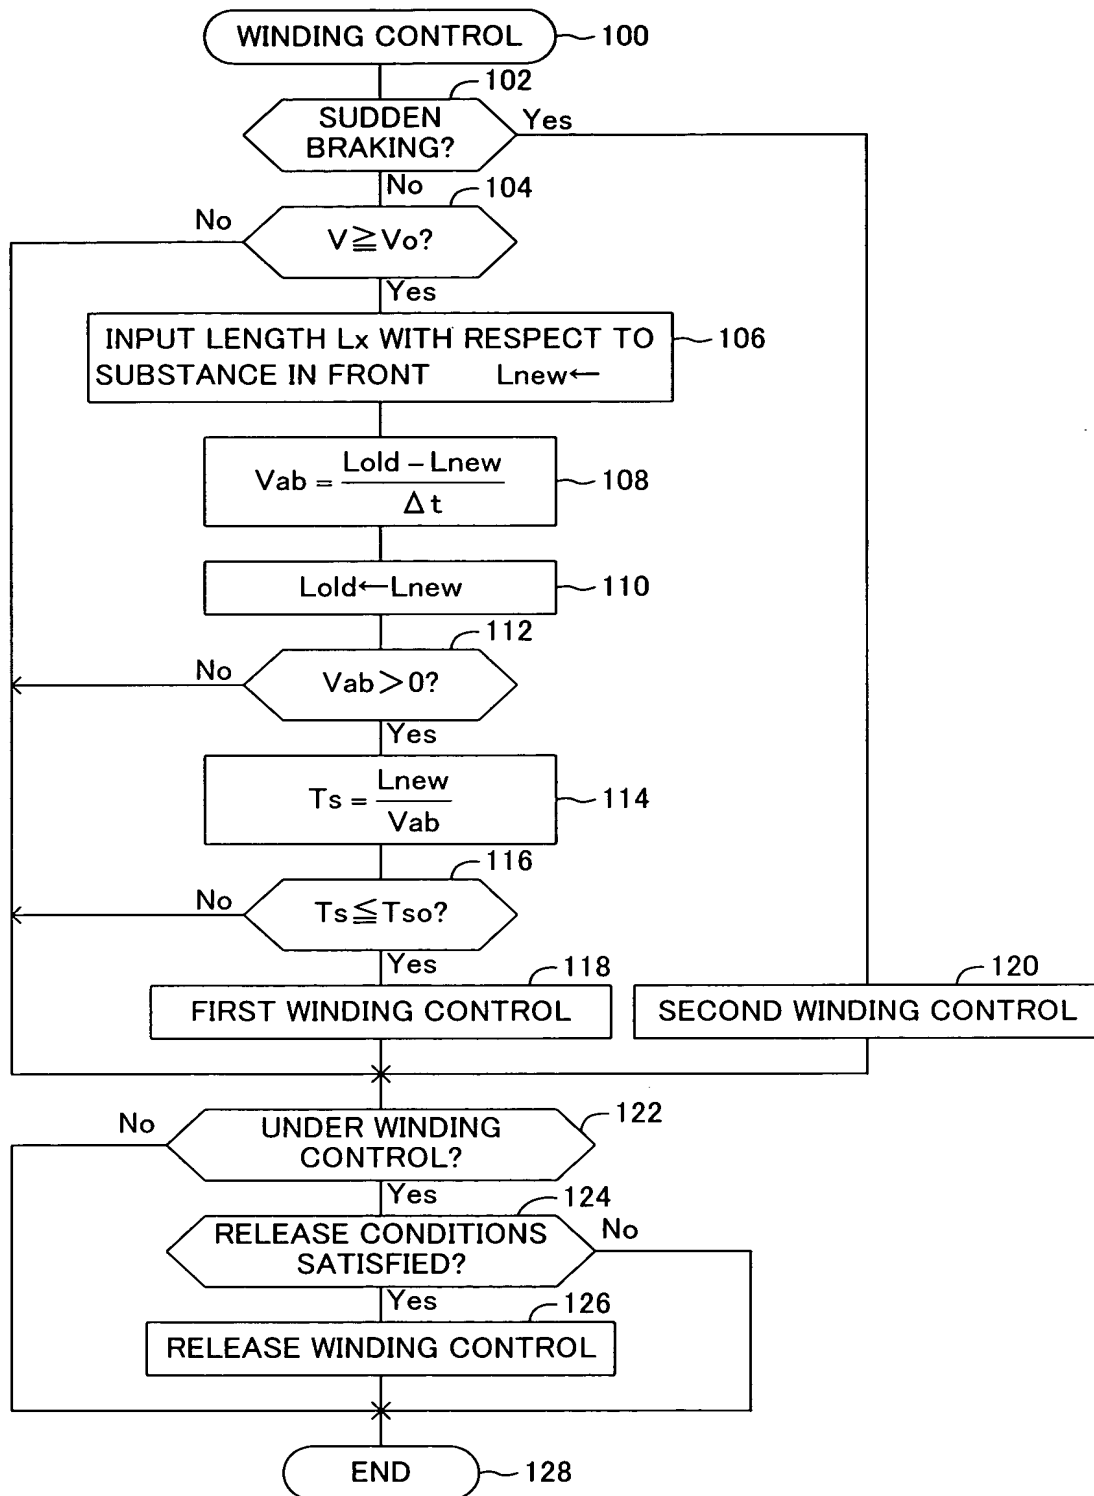 WINDING CONTROL 100
102
SUDDEN
BRAKING?
Yes
No
104
No
V≧Vo?
Yes
INPUT LENGTH Lx WITH RESPECT TO
SUBSTANCE IN FRONT Lnew←
106
Vab = (Lold − Lnew) / Δt
108
Lold←Lnew
110
112
No
Vab>0?
Yes
Ts = Lnew / Vab
114
116
No
Ts≦Tso?
Yes
118
FIRST WINDING CONTROL
120
SECOND WINDING CONTROL
No
UNDER WINDING
CONTROL?
122
Yes
124
RELEASE CONDITIONS
SATISFIED?
No
Yes
126
RELEASE WINDING CONTROL
END 128